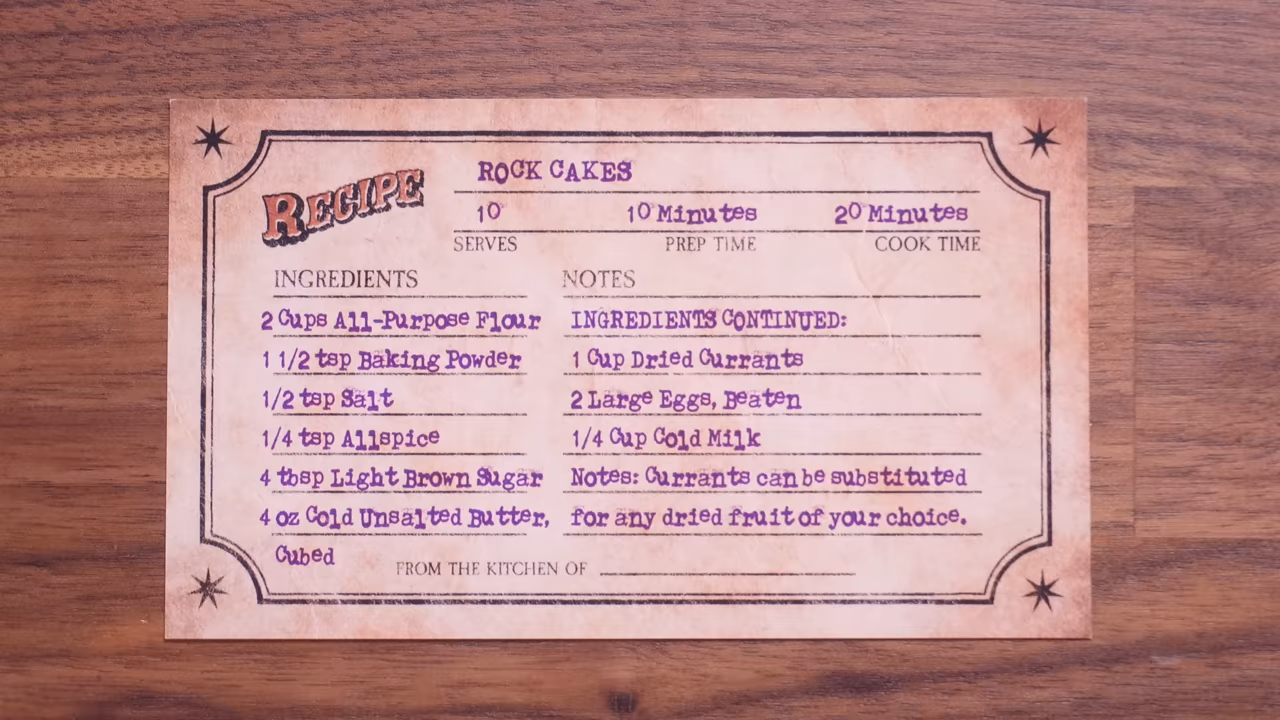 RECIPE
ROCK CAKES
10 10 Minutes 20 Minutes
SERVES PREP TIME COOK TIME
INGREDIENTS
2 Cups All-Purpose Flour
1 1/2 tsp Baking Powder
1/2 tsp Salt
1/4 tsp Allspice
4 tbsp Light Brown Sugar
4 oz Cold Unsalted Butter,
Cubed
NOTES
INGREDIENTS CONTINUED:
1 Cup Dried Currants
2 Large Eggs, Beaten
1/4 Cup Cold Milk
Notes: Currants can be substituted
for any dried fruit of your choice.
FROM THE KITCHEN OF